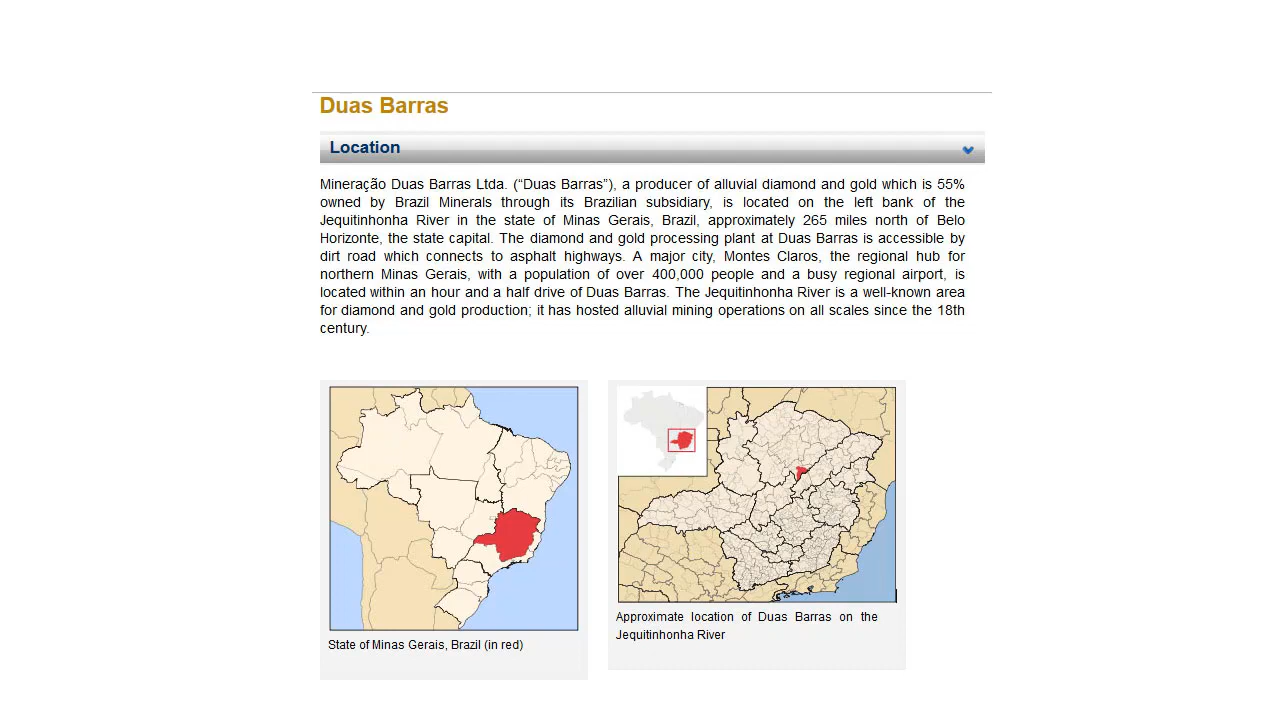 Duas Barras
Location
Mineração Duas Barras Ltda. (“Duas Barras”), a producer of alluvial diamond and gold which is 55%
owned by Brazil Minerals through its Brazilian subsidiary, is located on the left bank of the
Jequitinhonha River in the state of Minas Gerais, Brazil, approximately 265 miles north of Belo
Horizonte, the state capital. The diamond and gold processing plant at Duas Barras is accessible by
dirt road which connects to asphalt highways. A major city, Montes Claros, the regional hub for
northern Minas Gerais, with a population of over 400,000 people and a busy regional airport, is
located within an hour and a half drive of Duas Barras. The Jequitinhonha River is a well-known area
for diamond and gold production; it has hosted alluvial mining operations on all scales since the 18th
century.
State of Minas Gerais, Brazil (in red)
Approximate location of Duas Barras on the
Jequitinhonha River